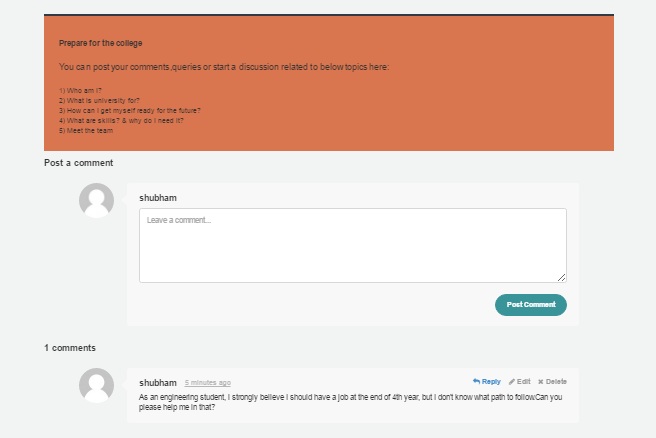 Prepare for the college
You can post your comments,queries or start a discussion related to below topics here:
1) Who am I?
2) What is university for?
3) How can I get myself ready for the future?
4) What are skills? & why do I need it?
5) Meet the team
Post a comment
shubham
Leave a comment...
Post Comment
1 comments
shubham 5 minutes ago Reply Edit Delete
As an engineering student, I strongly believe I should have a job at the end of 4th year, but I don't know what path to follow.Can you
please help me in that?